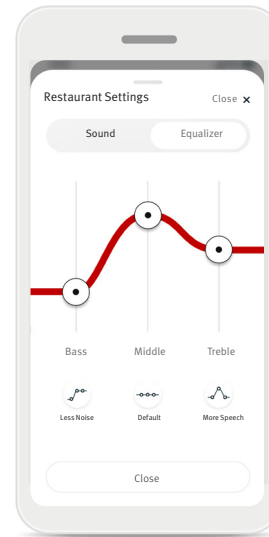 Restaurant Settings Close ×
Sound Equalizer
Bass Middle Treble
Less Noise Default More Speech
Close